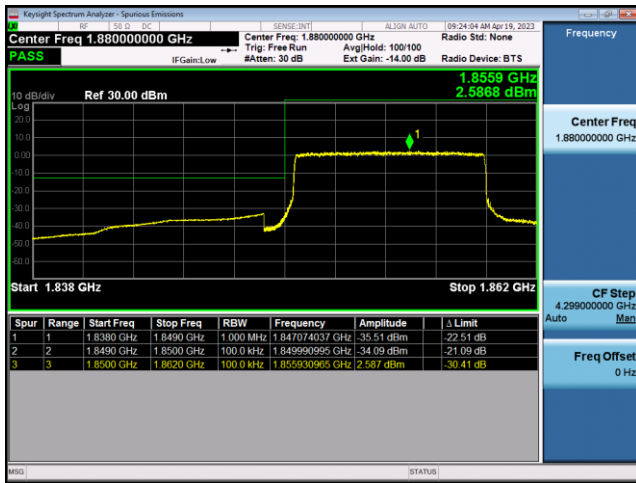 Keysight Spectrum Analyzer - Spurious Emissions
RF 50 Ω DC SENSE:INT ALIGN AUTO 09:24:04 AM Apr 19, 2023
Center Freq 1.880000000 GHz
Center Freq: 1.880000000 GHz
Radio Std: None
Trig: Free Run
Avg|Hold: 100/100
PASS
IFGain:Low
#Atten: 30 dB
Ext Gain: -14.00 dB
Radio Device: BTS
1.8559 GHz
2.5868 dBm
10 dB/div
Ref 30.00 dBm
Log
20.0
10.0
0.00
-10.0
-20.0
-30.0
-40.0
-50.0
-60.0
1
Start 1.838 GHz
Stop 1.862 GHz
Spur Range Start Freq Stop Freq RBW Frequency Amplitude Δ Limit
1 1 1.8380 GHz 1.8490 GHz 1.000 MHz 1.847074037 GHz -35.51 dBm -22.51 dB
2 2 1.8490 GHz 1.8500 GHz 100.0 kHz 1.849990995 GHz -34.09 dBm -21.09 dB
3 3 1.8500 GHz 1.8620 GHz 100.0 kHz 1.855930965 GHz 2.587 dBm -30.41 dB
MSG
STATUS
Frequency
Center Freq
1.880000000 GHz
CF Step
4.299000000 GHz
Auto Man
Freq Offset
0 Hz